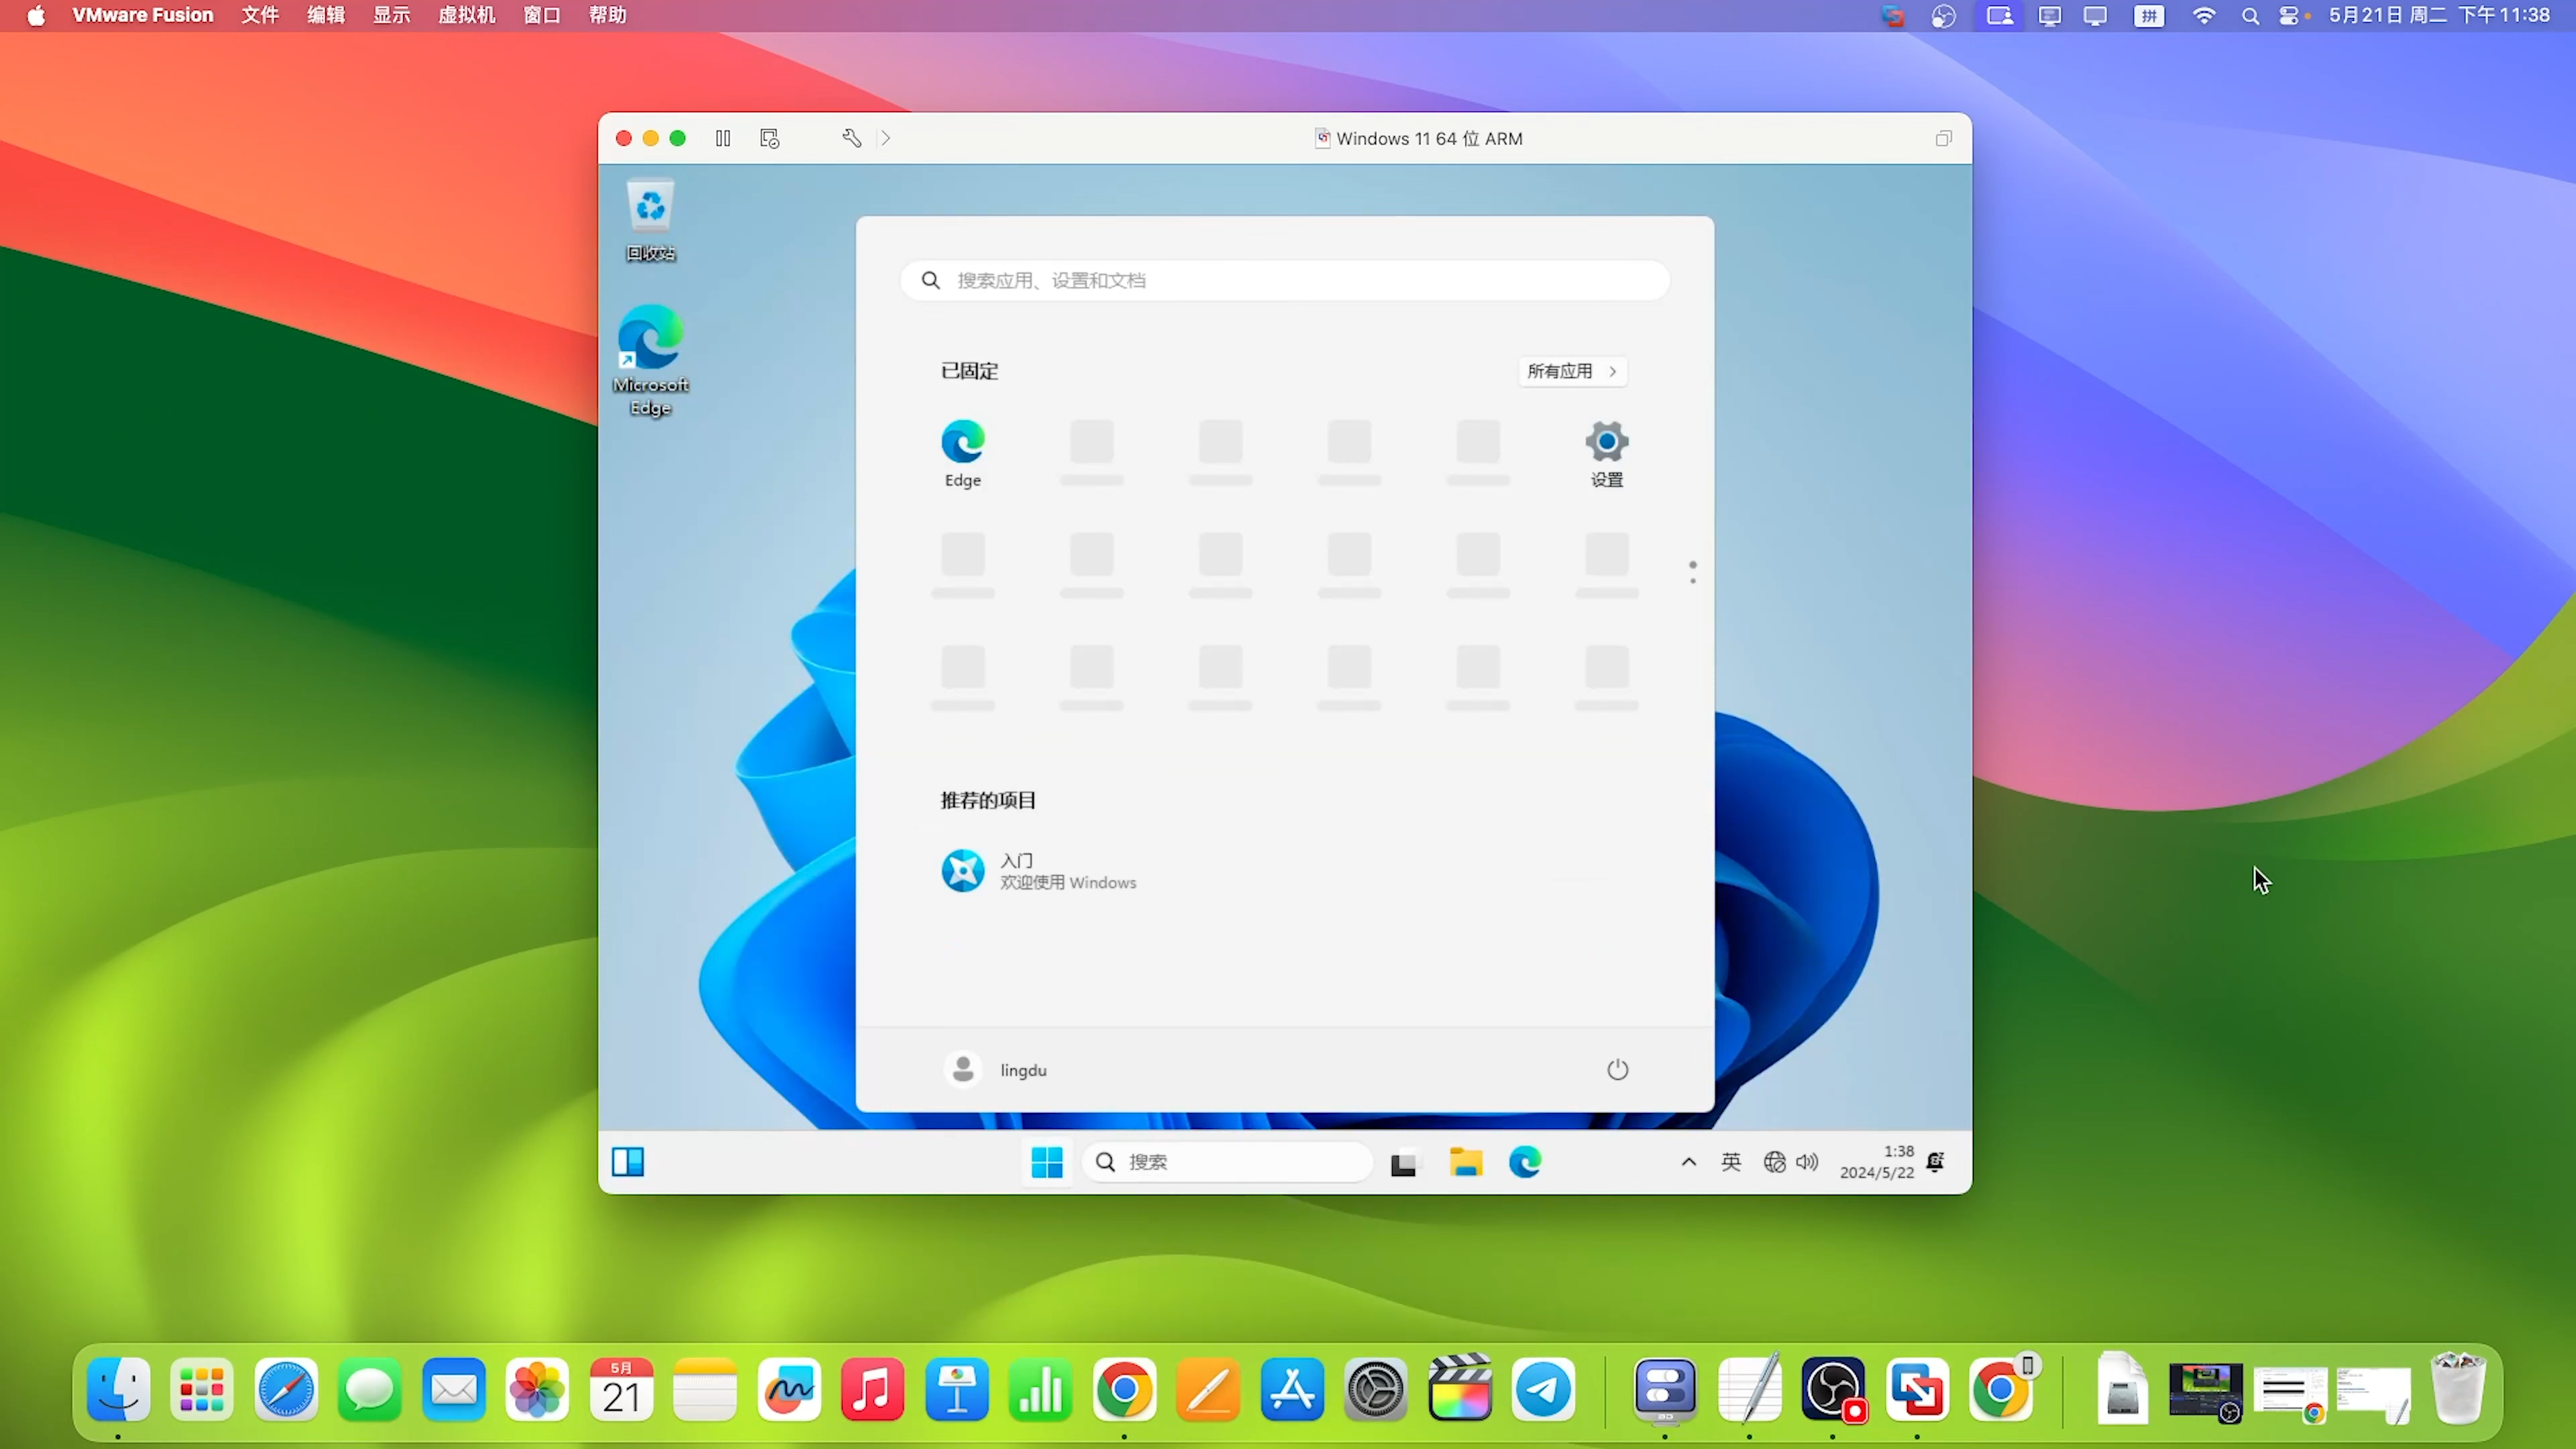 VMware Fusion 文件 编辑 显示 虚拟机 窗口 帮助
拼 5月21日 周二 下午11:38
Windows 11 64 位 ARM
回收站
Microsoft
Edge
搜索应用、设置和文档
已固定
所有应用
Edge
设置
推荐的项目
入门
欢迎使用 Windows
lingdu
搜索
英
1:38
2024/5/22
5月
21